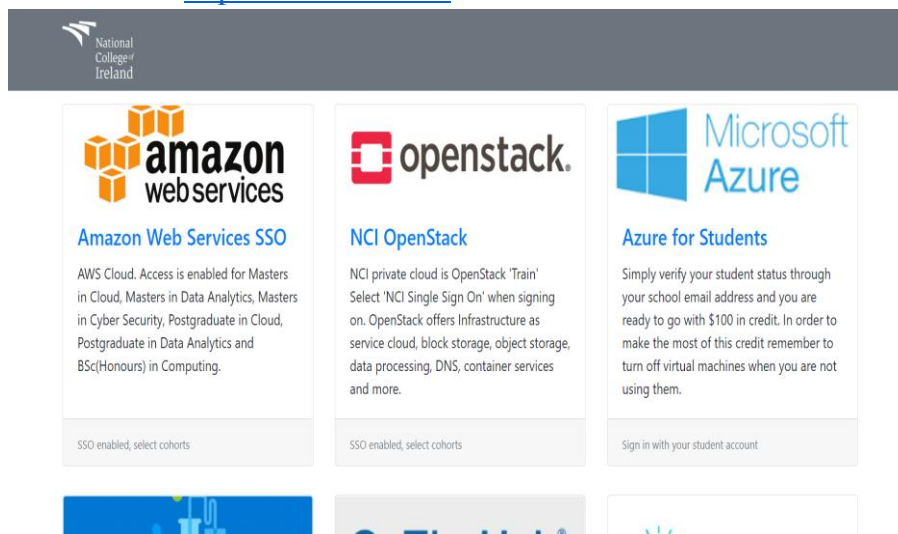 National
College of
Ireland
amazon
web services
Amazon Web Services SSO
AWS Cloud. Access is enabled for Masters
in Cloud, Masters in Data Analytics, Masters
in Cyber Security, Postgraduate in Cloud,
Postgraduate in Data Analytics and
BSc(Honours) in Computing.
SSO enabled, select cohorts
openstack.
NCI OpenStack
NCI private cloud is OpenStack 'Train'
Select 'NCI Single Sign On' when signing
on. OpenStack offers Infrastructure as
service cloud, block storage, object storage,
data processing, DNS, container services
and more.
SSO enabled, select cohorts
Microsoft
Azure
Azure for Students
Simply verify your student status through
your school email address and you are
ready to go with $100 in credit. In order to
make the most of this credit remember to
turn off virtual machines when you are not
using them.
Sign in with your student account